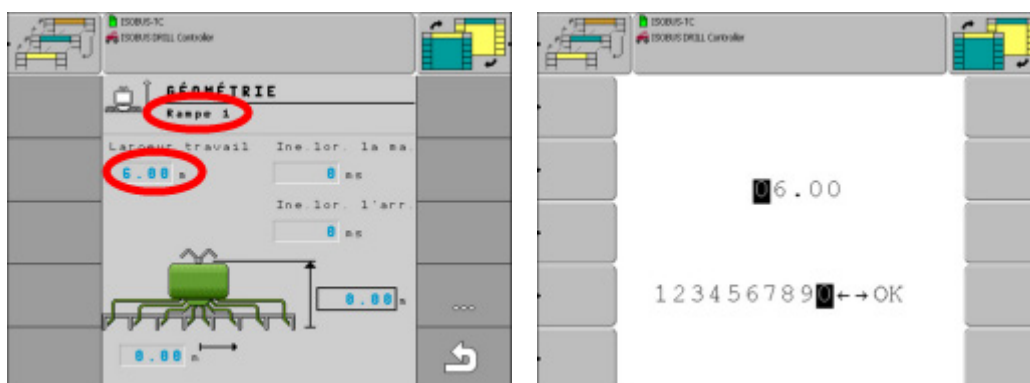 ISOBUS-TC
ISOBUS DRILL Controller
GÉOMÉTRIE
Rampe 1
Largeur travail
Ine.lor. la ma.
6.00 m
0 ms
Ine.lor. l'arr.
0 ms
0.00 m
...
0.00 m
ISOBUS-TC
ISOBUS DRILL Controller
06.00
1234567890←→OK